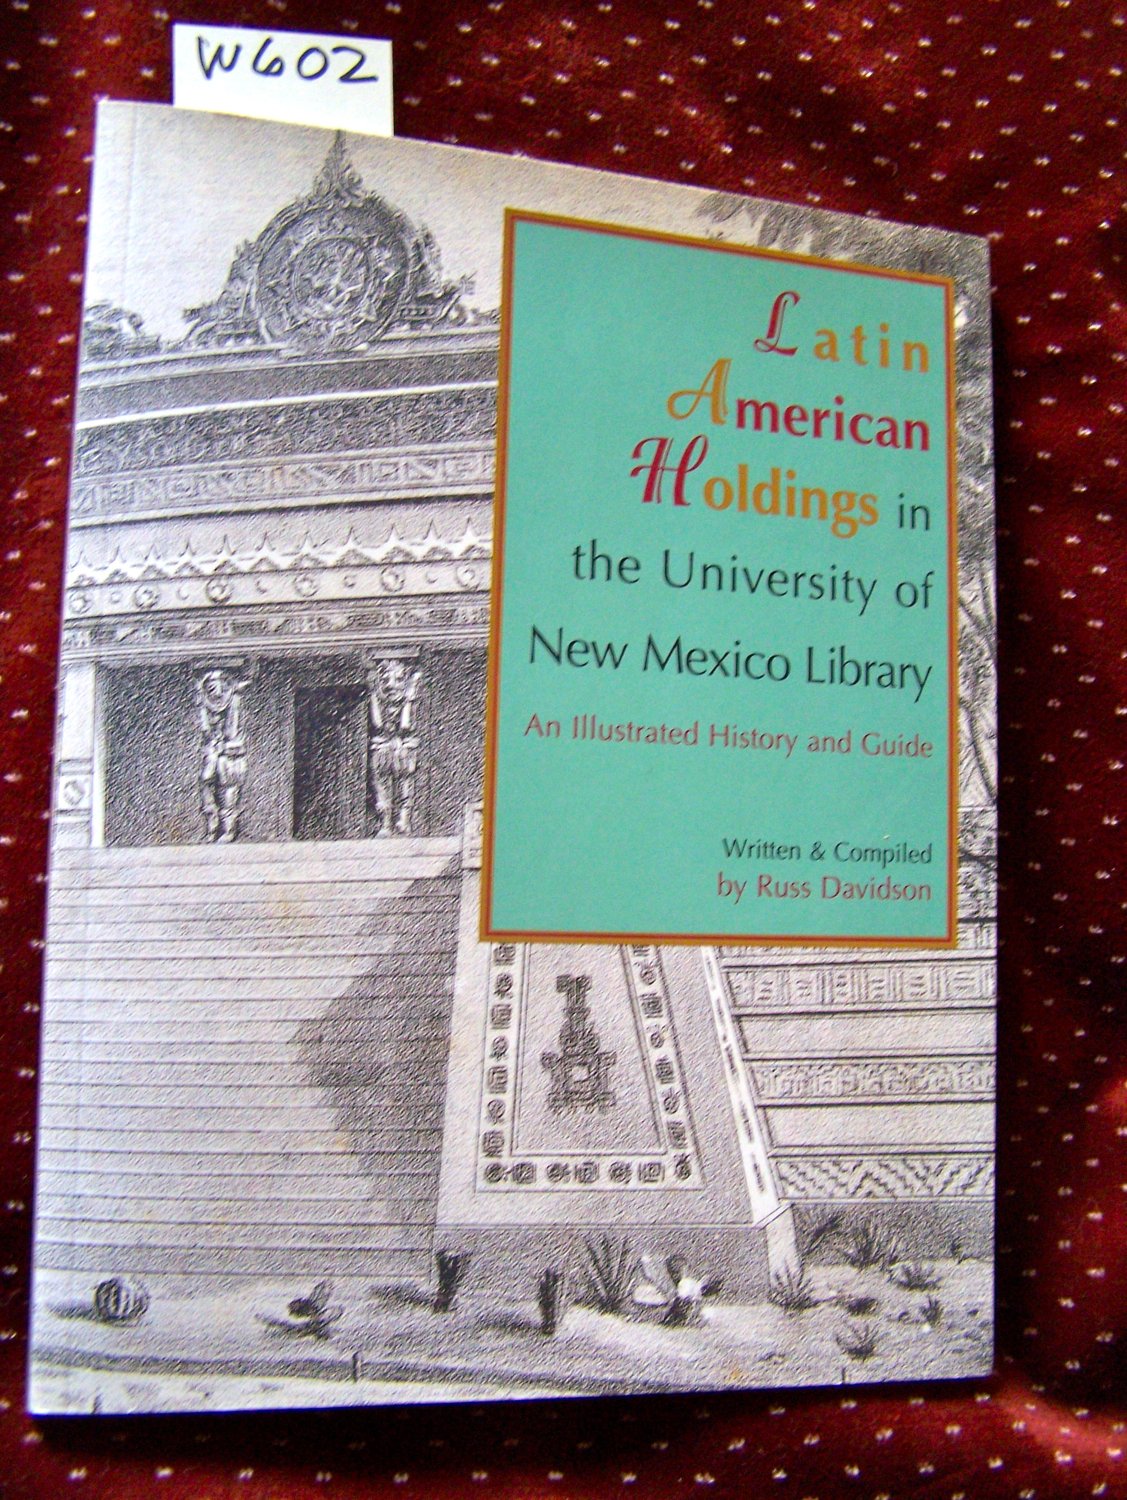 W602
Latin
American
Holdings in
the University of
New Mexico Library
An Illustrated History and Guide
Written & Compiled
by Russ Davidson